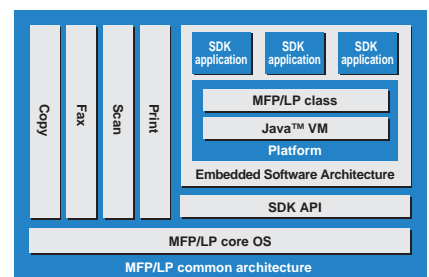 Copy
Fax
Scan
Print
SDK
application
SDK
application
SDK
application
MFP/LP class
Java™ VM
Platform
Embedded Software Architecture
SDK API
MFP/LP core OS
MFP/LP common architecture